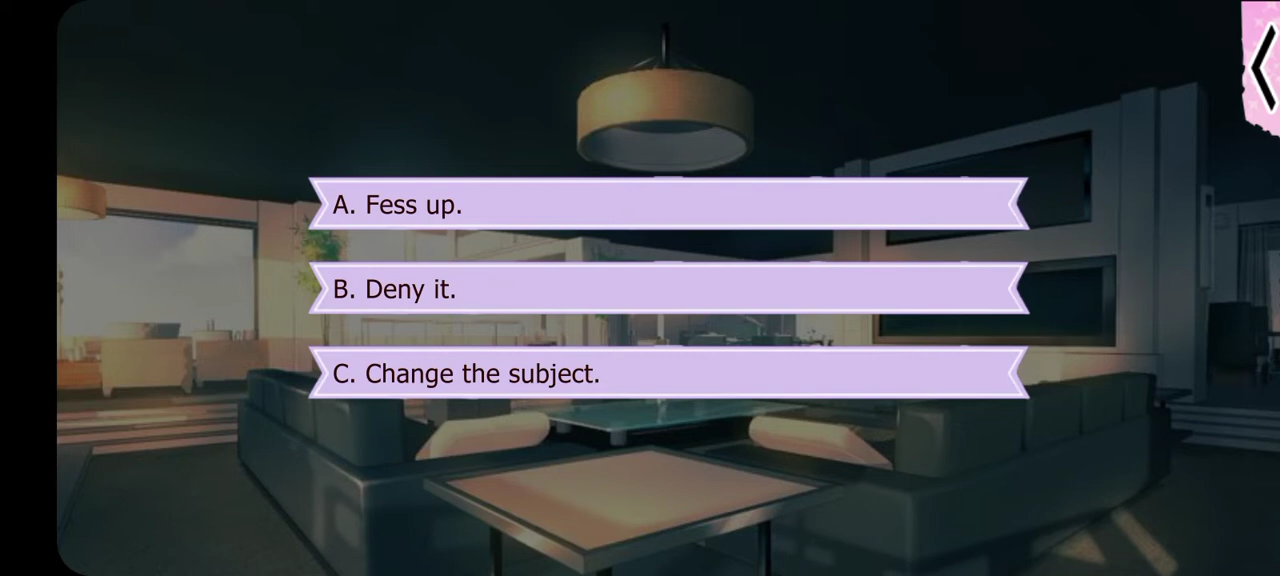 A. Fess up.
B. Deny it.
C. Change the subject.